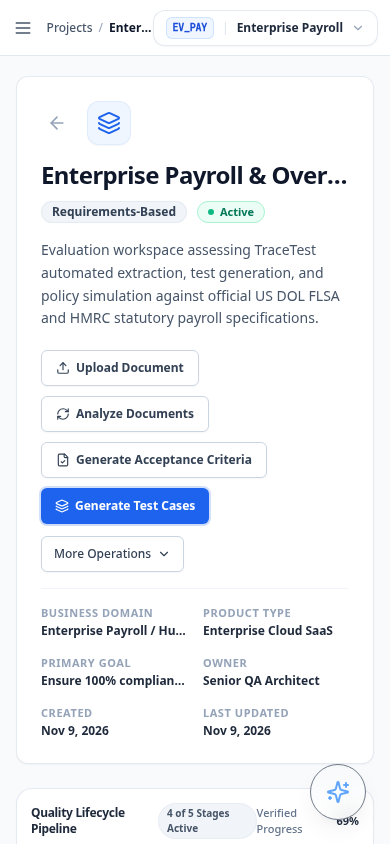 Projects / Enter...
EV_PAY
Enterprise Payroll
Enterprise Payroll & Over...
Requirements-Based
Active
Evaluation workspace assessing TraceTest
automated extraction, test generation, and
policy simulation against official US DOL FLSA
and HMRC statutory payroll specifications.
Upload Document
Analyze Documents
Generate Acceptance Criteria
Generate Test Cases
More Operations
BUSINESS DOMAIN
Enterprise Payroll / Hu...
PRODUCT TYPE
Enterprise Cloud SaaS
PRIMARY GOAL
Ensure 100% complian...
OWNER
Senior QA Architect
CREATED
Nov 9, 2026
LAST UPDATED
Nov 9, 2026
Quality Lifecycle
Pipeline
4 of 5 Stages
Active
Verified
Progress
69%